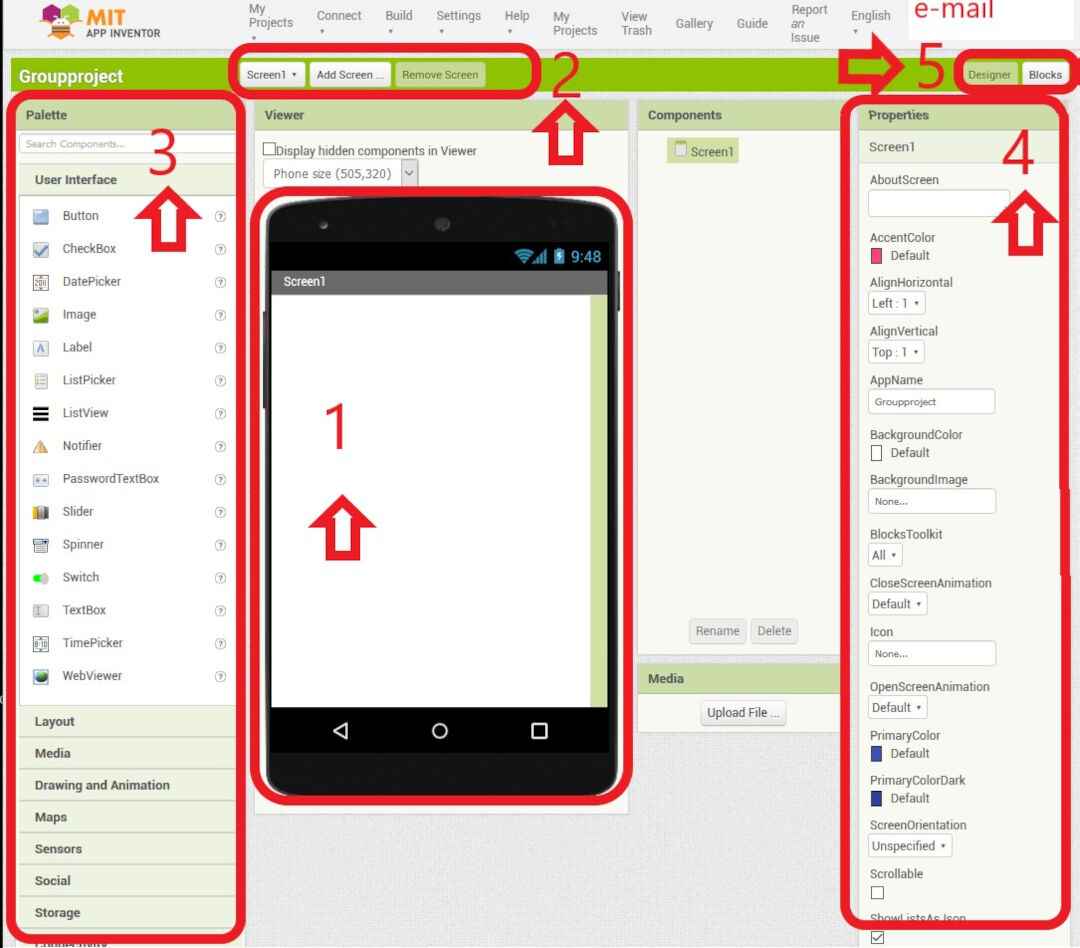 MIT
APP INVENTOR
My Projects
Connect
Build
Settings
Help
My Projects
View Trash
Gallery
Guide
Report an Issue
English
e-mail
Groupproject
Screen1
Add Screen ...
Remove Screen
2
5
Designer
Blocks
Palette
Search Components...
3
User Interface
Button
?
CheckBox
?
DatePicker
?
Image
?
Label
?
ListPicker
?
ListView
?
Notifier
?
PasswordTextBox
?
Slider
?
Spinner
?
Switch
?
TextBox
?
TimePicker
?
WebViewer
?
Layout
Media
Drawing and Animation
Maps
Sensors
Social
Storage
Connectivity
Viewer
Display hidden components in Viewer
Phone size (505,320)
9:48
Screen1
1
Components
Screen1
Rename
Delete
Media
Upload File ...
Properties
Screen1
4
AboutScreen
AccentColor
Default
AlignHorizontal
Left : 1
AlignVertical
Top : 1
AppName
Groupproject
BackgroundColor
Default
BackgroundImage
None...
BlocksToolkit
All
CloseScreenAnimation
Default
Icon
None...
OpenScreenAnimation
Default
PrimaryColor
Default
PrimaryColorDark
Default
ScreenOrientation
Unspecified
Scrollable
ShowListsAsJson